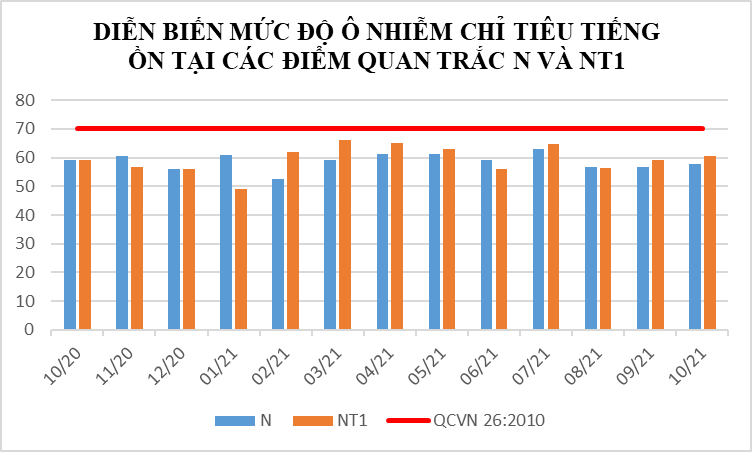 DIỄN BIẾN MỨC ĐỘ Ô NHIỄM CHỈ TIÊU TIẾNG
ỒN TẠI CÁC ĐIỂM QUAN TRẮC N VÀ NT1
80
70
60
50
40
30
20
10
0
10/20 11/20 12/20 01/21 02/21 03/21 04/21 05/21 06/21 07/21 08/21 09/21 10/21
N NT1 QCVN 26:2010